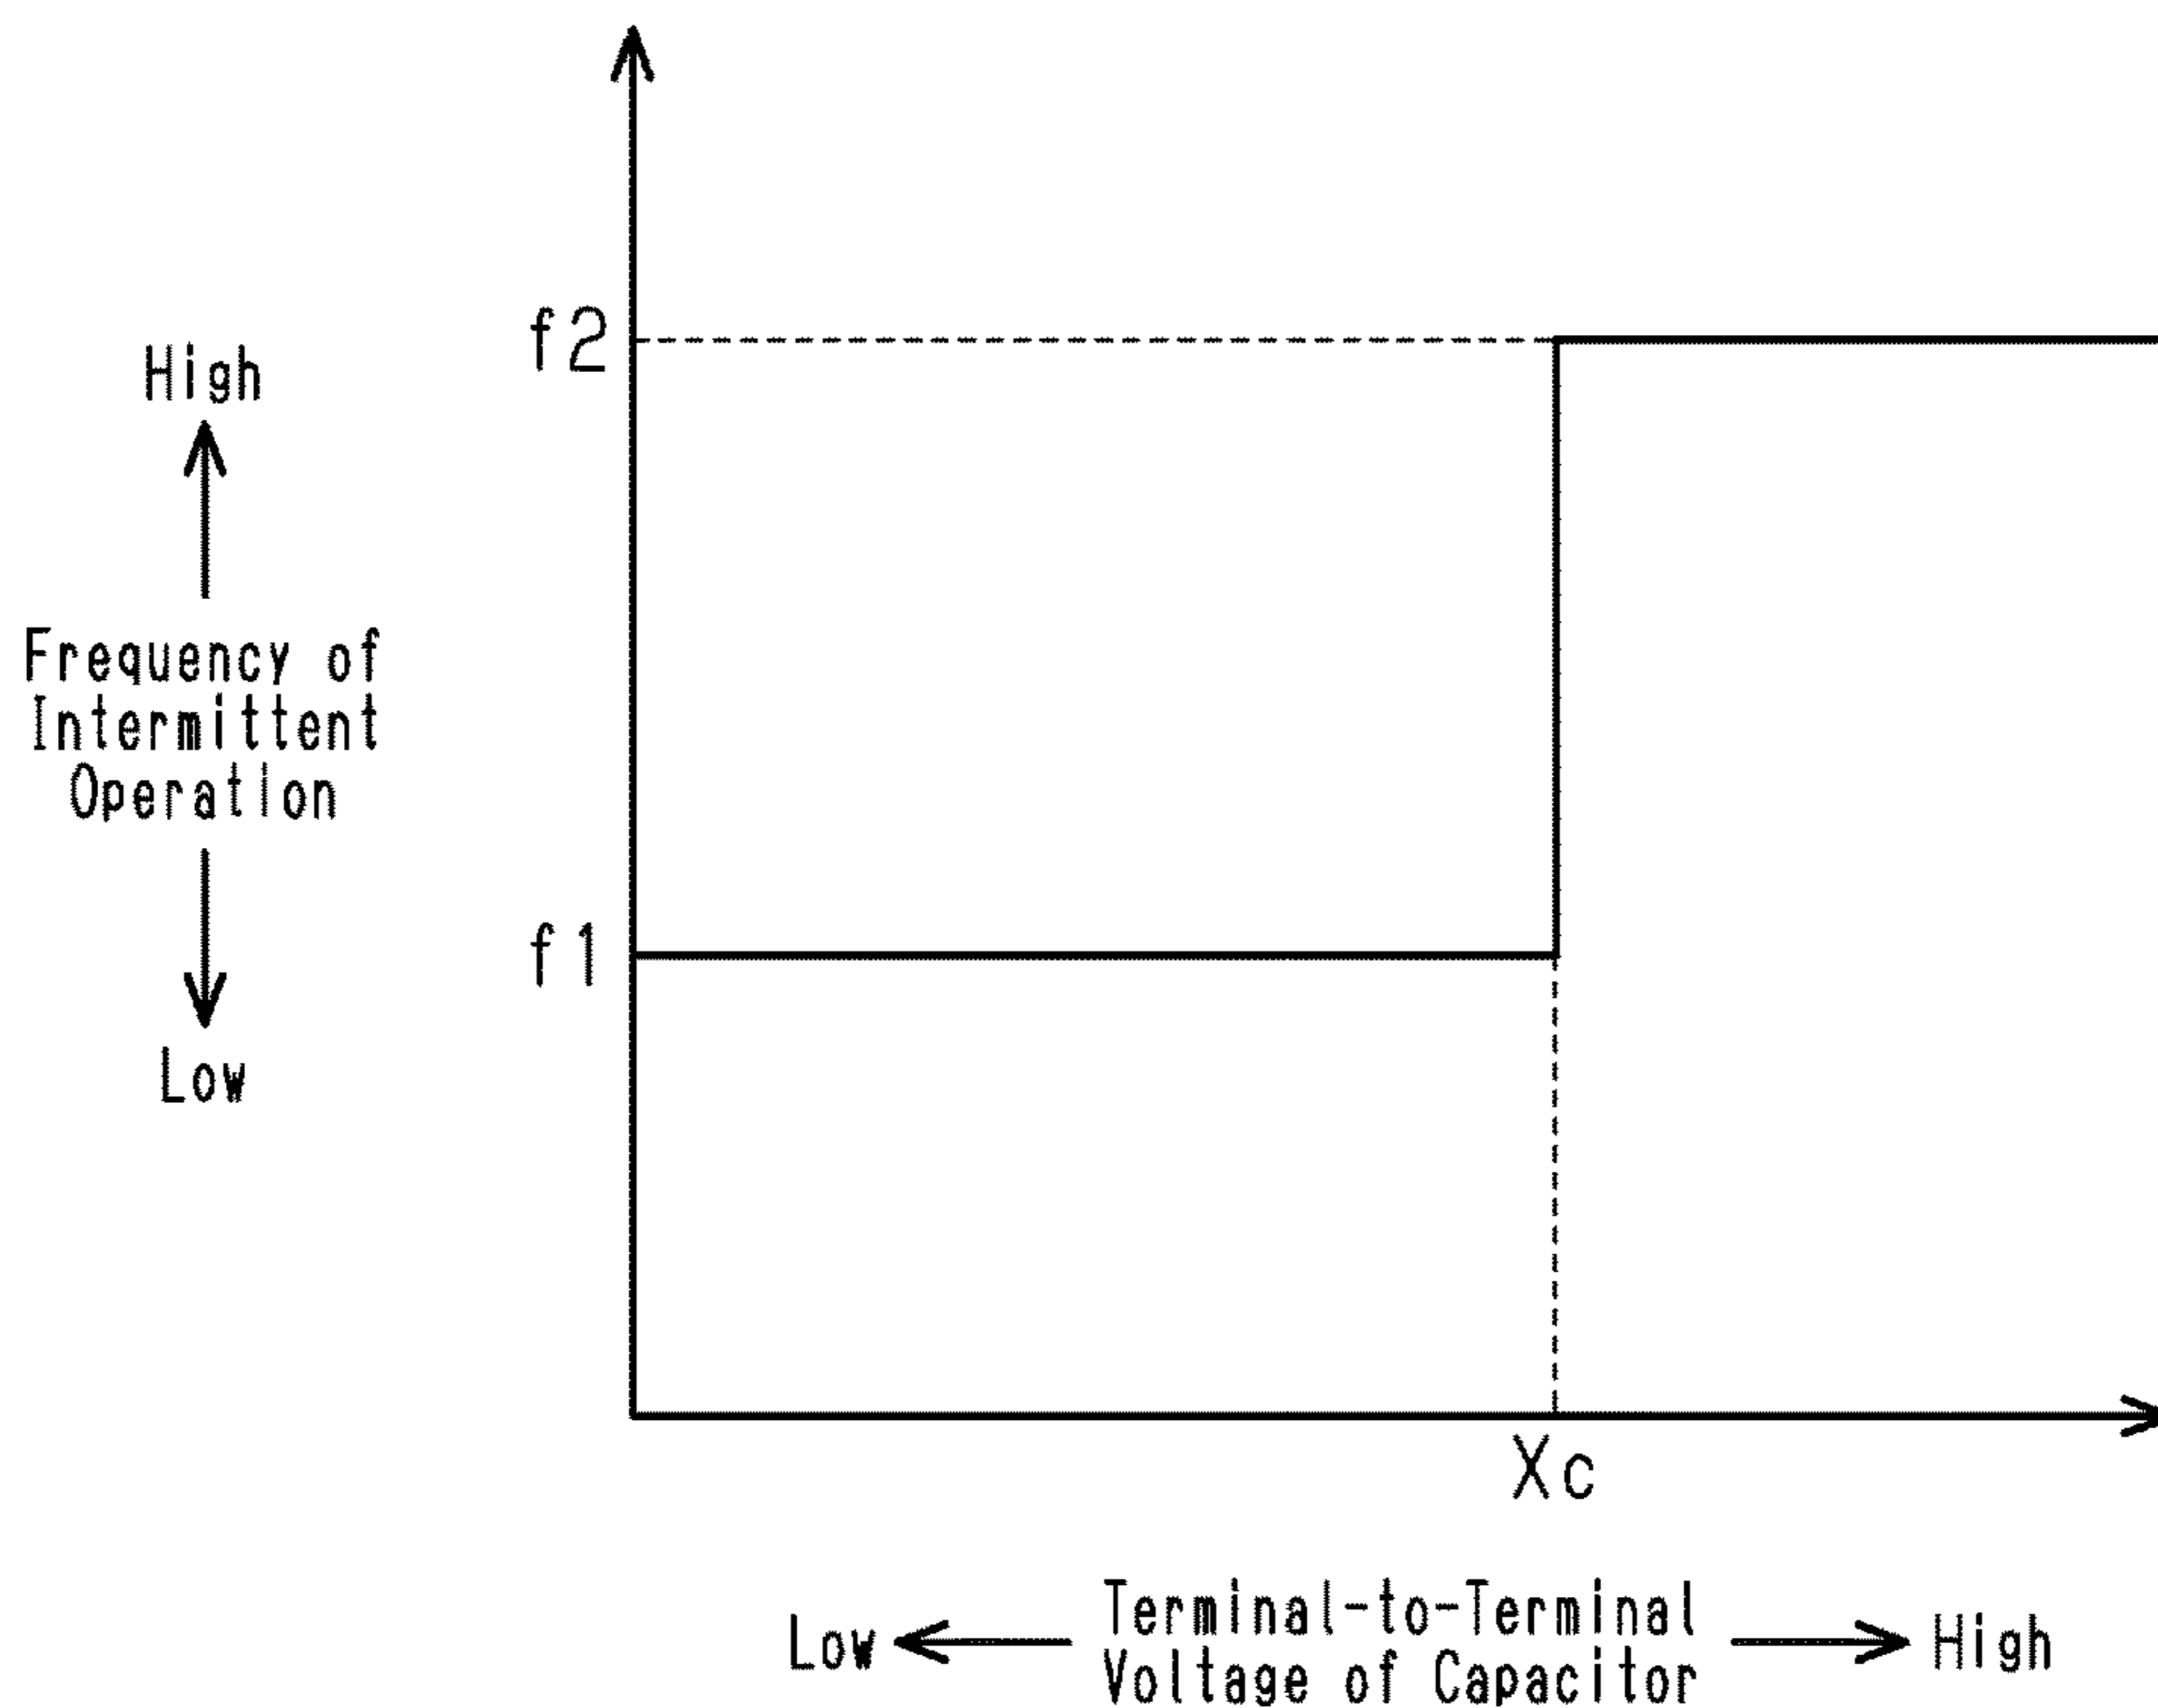 f2
High
Frequency of
Intermittent
Operation
f1
Low
Xc
Low
Terminal-to-Terminal
Voltage of Capacitor
High